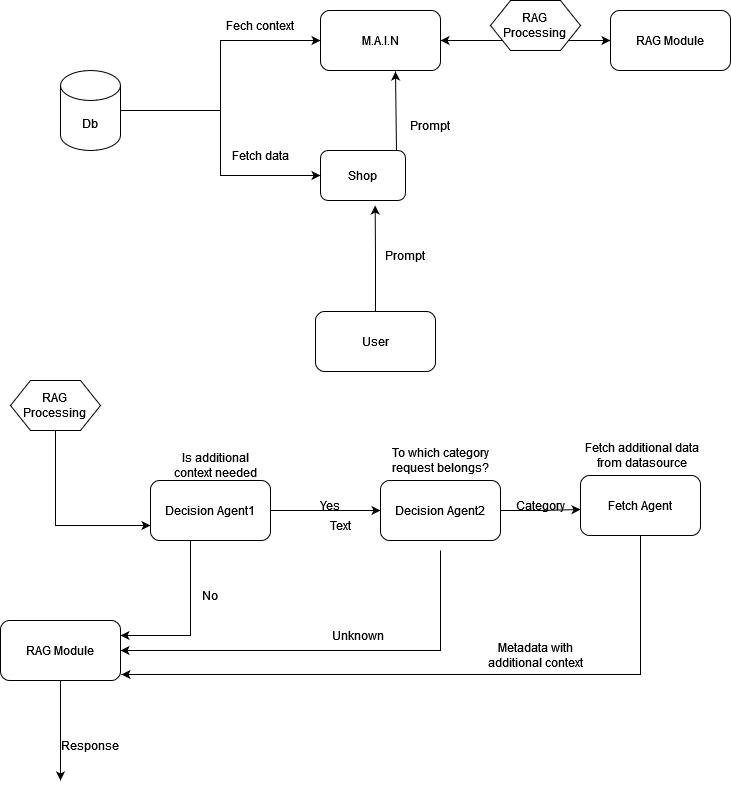 RAG
Processing
Fech context
M.A.I.N
RAG Module
Db
Prompt
Fetch data
Shop
Prompt
User
RAG
Processing
Is additional
context needed
To which category
request belongs?
Fetch additional data
from datasource
Decision Agent1
Yes
Text
Decision Agent2
Category
Fetch Agent
No
Unknown
RAG Module
Metadata with
additional context
Response